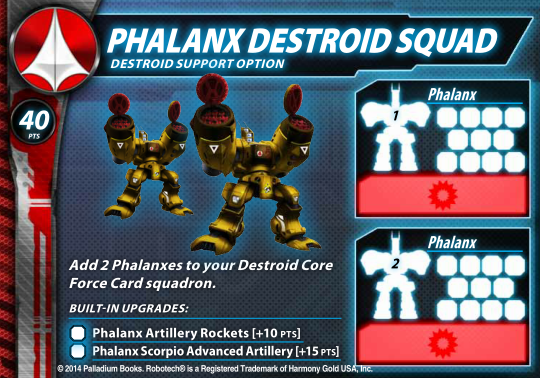 PHALANX DESTROID SQUAD
DESTROID SUPPORT OPTION
40
PTS
Phalanx
1
Phalanx
2
Add 2 Phalanxes to your Destroid Core
Force Card squadron.
BUILT-IN UPGRADES:
Phalanx Artillery Rockets [+10 PTS]
Phalanx Scorpio Advanced Artillery [+15 PTS]
© 2014 Palladium Books. Robotech® is a Registered Trademark of Harmony Gold USA, Inc.